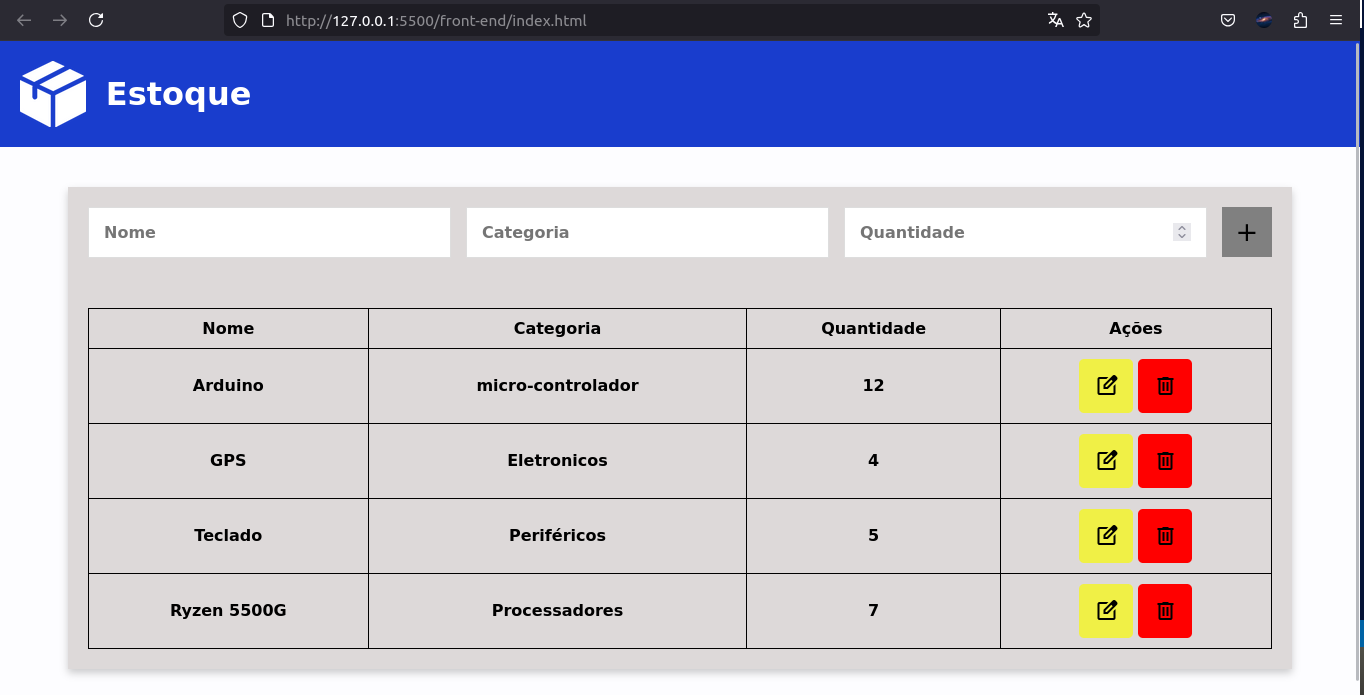 http://127.0.0.1:5500/front-end/index.html
Estoque
Nome Categoria Quantidade
Nome Categoria Quantidade Ações
Arduino micro-controlador 12
GPS Eletronicos 4
Teclado Periféricos 5
Ryzen 5500G Processadores 7